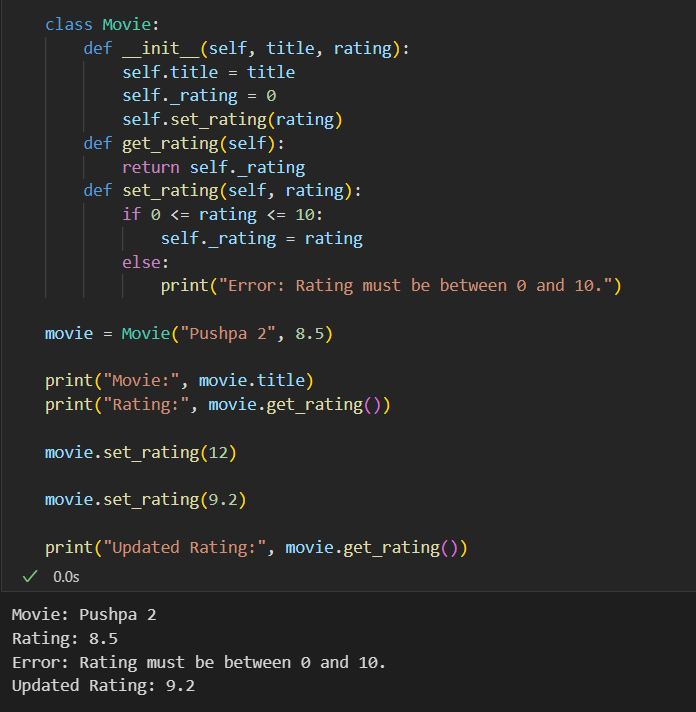 class Movie:
    def __init__(self, title, rating):
        self.title = title
        self._rating = 0
        self.set_rating(rating)
    def get_rating(self):
        return self._rating
    def set_rating(self, rating):
        if 0 <= rating <= 10:
            self._rating = rating
        else:
            print("Error: Rating must be between 0 and 10.")

movie = Movie("Pushpa 2", 8.5)

print("Movie:", movie.title)
print("Rating:", movie.get_rating())

movie.set_rating(12)

movie.set_rating(9.2)

print("Updated Rating:", movie.get_rating())
0.0s
Movie: Pushpa 2
Rating: 8.5
Error: Rating must be between 0 and 10.
Updated Rating: 9.2